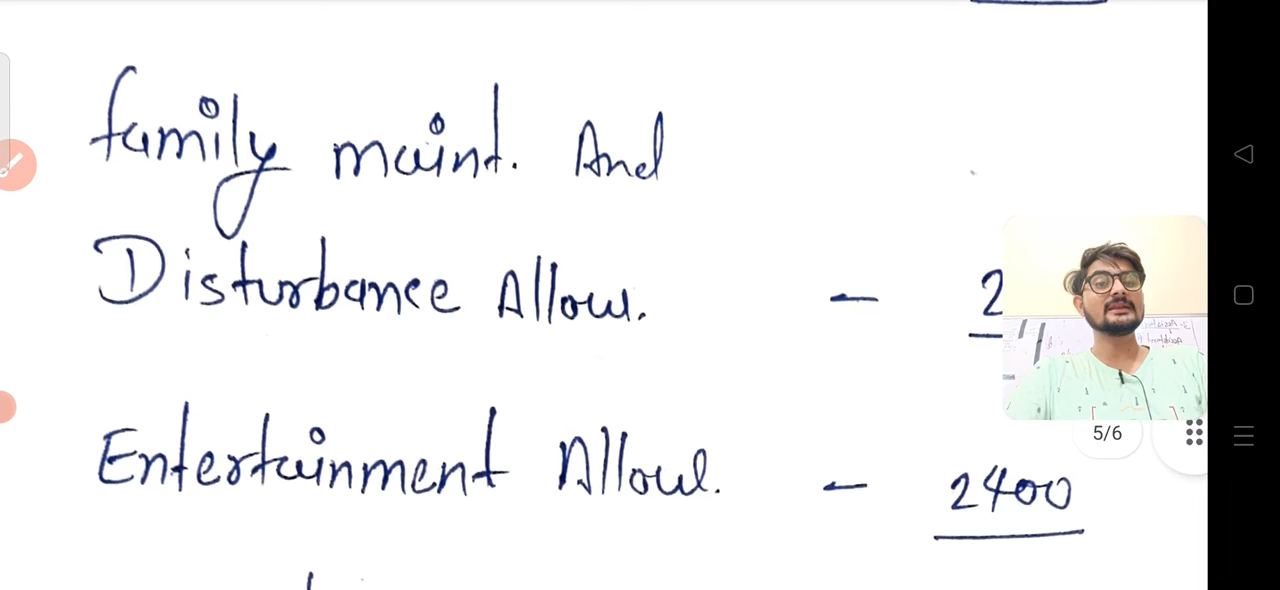 family maint. And
Disturbance Allow. - 2
Entertainment Allow. - 2400
5/6